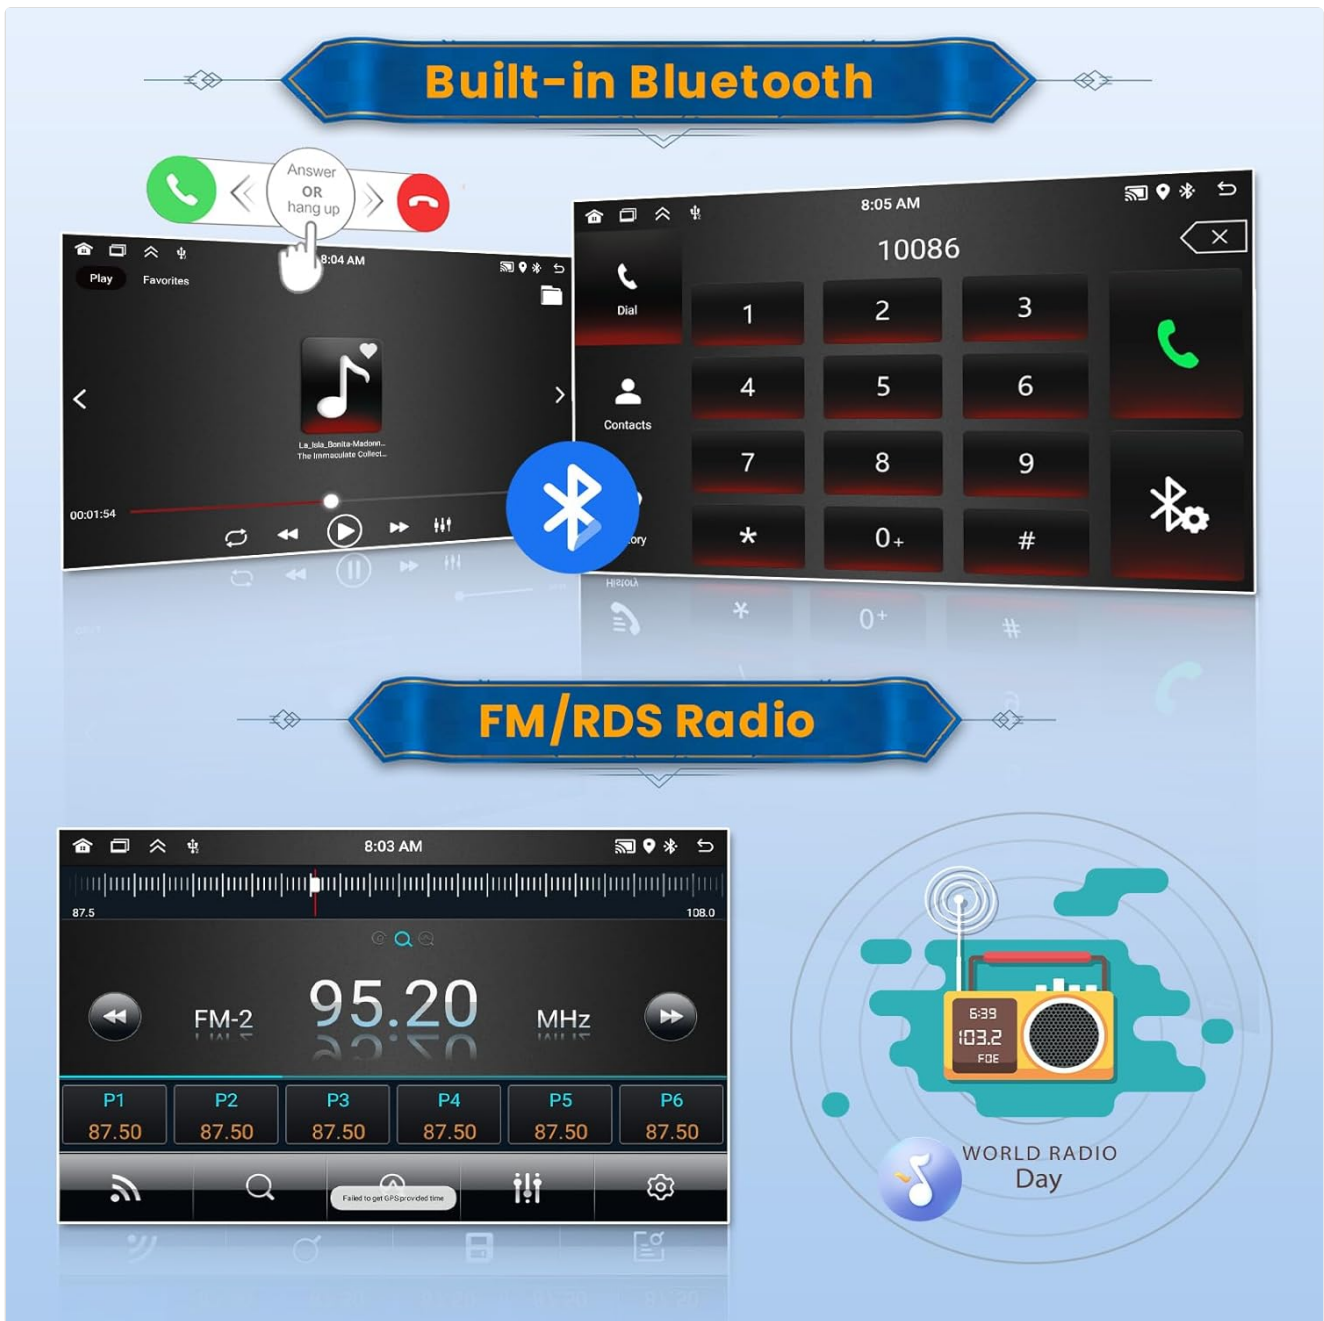 Built-in Bluetooth
Answer
OR
hang up
8:04 AM
Play
Favorites
La_Isla_Bonita-Madonn...
The Immaculate Collect...
00:01:54
8:05 AM
10086
Dial
1
2
3
4
5
6
Contacts
7
8
9
ory
*
0+
#
History
*
0+
#
FM/RDS Radio
8:03 AM
87.5
108.0
FM-2
95.20
MHz
P1
P2
P3
P4
P5
P6
87.50
87.50
87.50
87.50
87.50
87.50
Failed to get GPS provided time
6:39
103.2
FOE
WORLD RADIO
Day